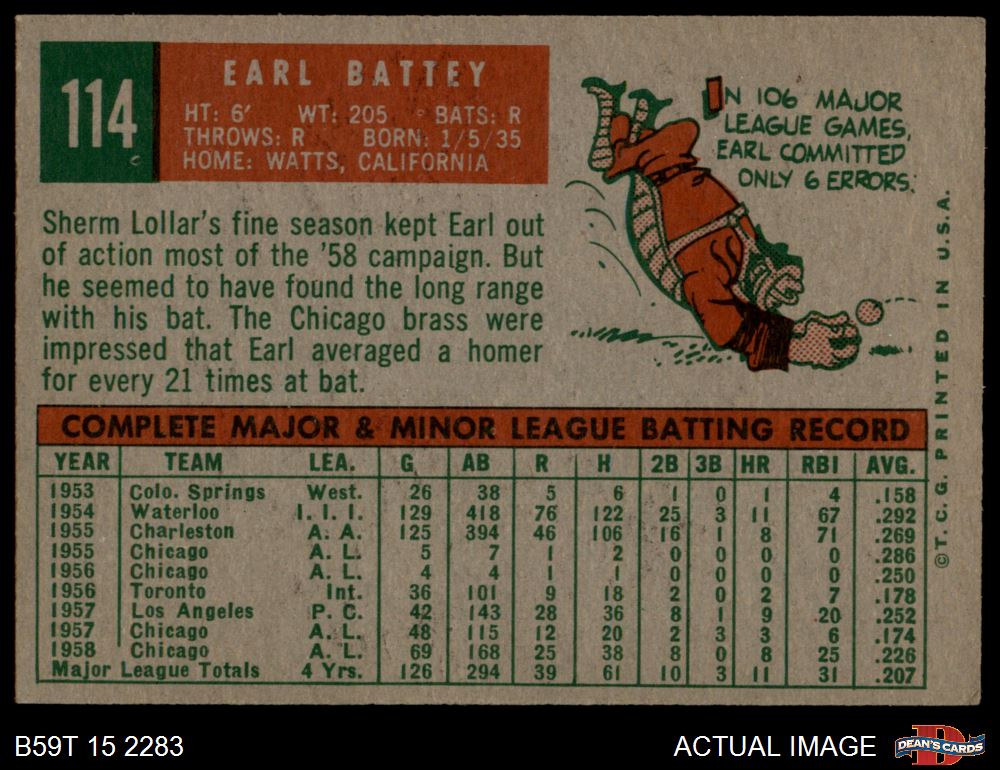 114
EARL BATTEY
HT: 6' WT: 205 BATS: R
THROWS: R BORN: 1/5/35
HOME: WATTS, CALIFORNIA
IN 106 MAJOR
LEAGUE GAMES,
EARL COMMITTED
ONLY 6 ERRORS.
Sherm Lollar's fine season kept Earl out
of action most of the '58 campaign. But
he seemed to have found the long range
with his bat. The Chicago brass were
impressed that Earl averaged a homer
for every 21 times at bat.
COMPLETE MAJOR & MINOR LEAGUE BATTING RECORD
YEAR TEAM LEA. G AB R H 2B 3B HR RBI AVG.
1953 Colo. Springs West. 26 38 5 6 1 0 1 4 .158
1954 Waterloo I. I. I. 129 418 76 122 25 3 11 67 .292
1955 Charleston A. A. 125 394 46 106 16 1 8 71 .269
1955 Chicago A. L. 5 7 1 2 0 0 0 0 .286
1956 Chicago A. L. 4 4 1 1 0 0 0 0 .250
1956 Toronto Int. 36 101 9 18 2 0 2 7 .178
1957 Los Angeles P. C. 42 143 28 36 8 1 9 20 .252
1957 Chicago A. L. 48 115 12 20 2 3 3 6 .174
1958 Chicago A. L. 69 168 25 38 8 0 8 25 .226
Major League Totals 4 Yrs. 126 294 39 61 10 3 11 31 .207
©T. C. G. PRINTED IN U.S.A.
B59T 15 2283
ACTUAL IMAGE
D
DEAN'S CARDS